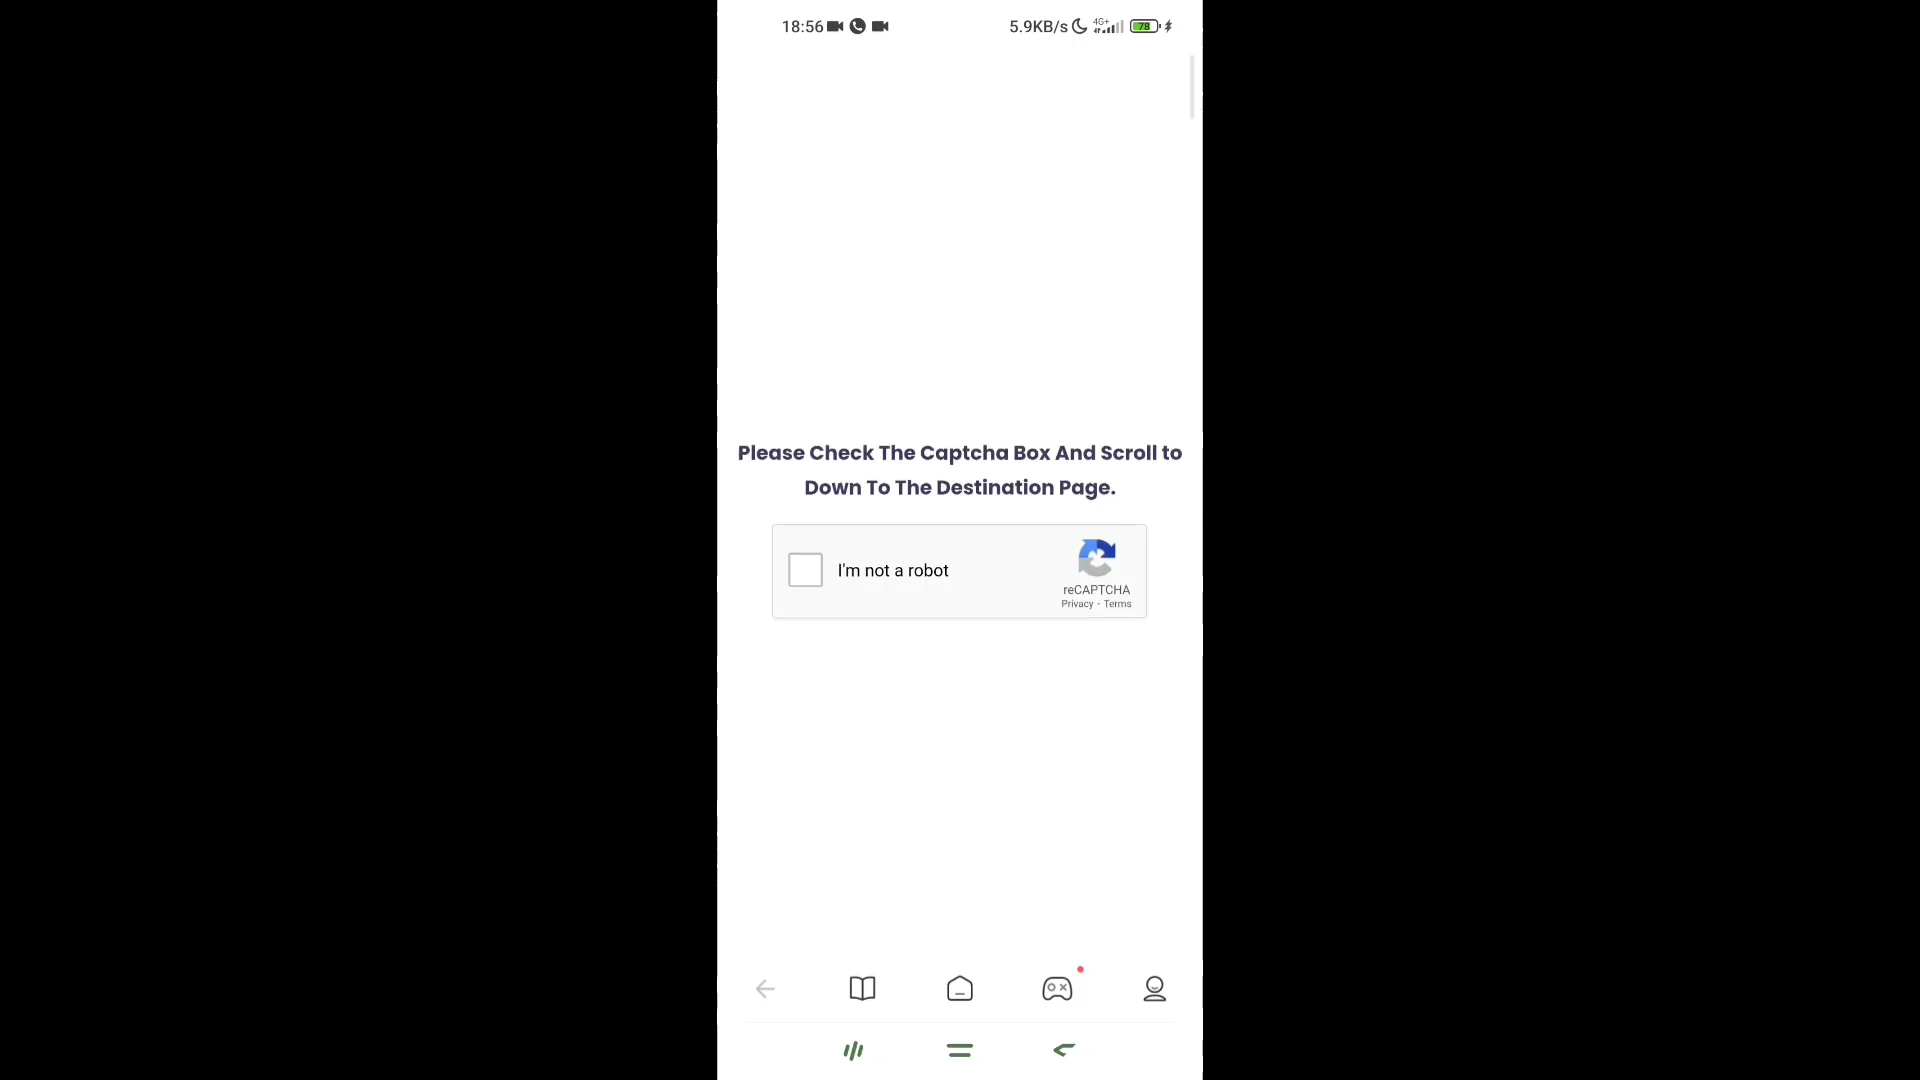 18:56 5.9KB/s 4G+ 78
Please Check The Captcha Box And Scroll to
Down To The Destination Page.
I'm not a robot
reCAPTCHA
Privacy - Terms